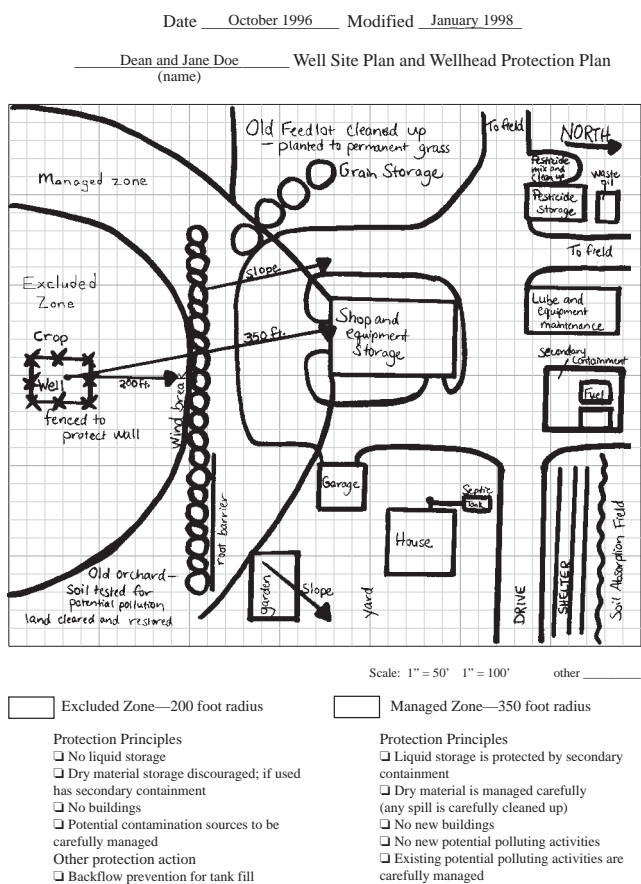 Date October 1996 Modified January 1998
Dean and Jane Doe Well Site Plan and Wellhead Protection Plan
(name)
Old Feedlot cleaned up
— planted to permanent grass
Grain Storage
To field
NORTH
Pesticide
mix and
clean up
waste
oil
Pesticide
Storage
Managed zone
To field
Slope
Excluded
Zone
Lube and
equipment
maintenance
Shop and
equipment
Storage
350 ft.
Crop
Well
200ft.
Secondary
Containment
Fuel
fenced to
protect wall
Wind break
Garage
Septic
Tank
House
root barrier
Old orchard—
Soil tested for
potential pollution
land cleared and restored
garden
Slope
yard
DRIVE
SHELTER
Soil Absorption Field
Scale: 1” = 50’ 1” = 100’ other
Excluded Zone—200 foot radius
Protection Principles
❏ No liquid storage
❏ Dry material storage discouraged; if used
has secondary containment
❏ No buildings
❏ Potential contamination sources to be
carefully managed
Other protection action
❏ Backflow prevention for tank fill
Managed Zone—350 foot radius
Protection Principles
❏ Liquid storage is protected by secondary
containment
❏ Dry material is managed carefully
(any spill is carefully cleaned up)
❏ No new buildings
❏ No new potential polluting activities
❏ Existing potential polluting activities are
carefully managed